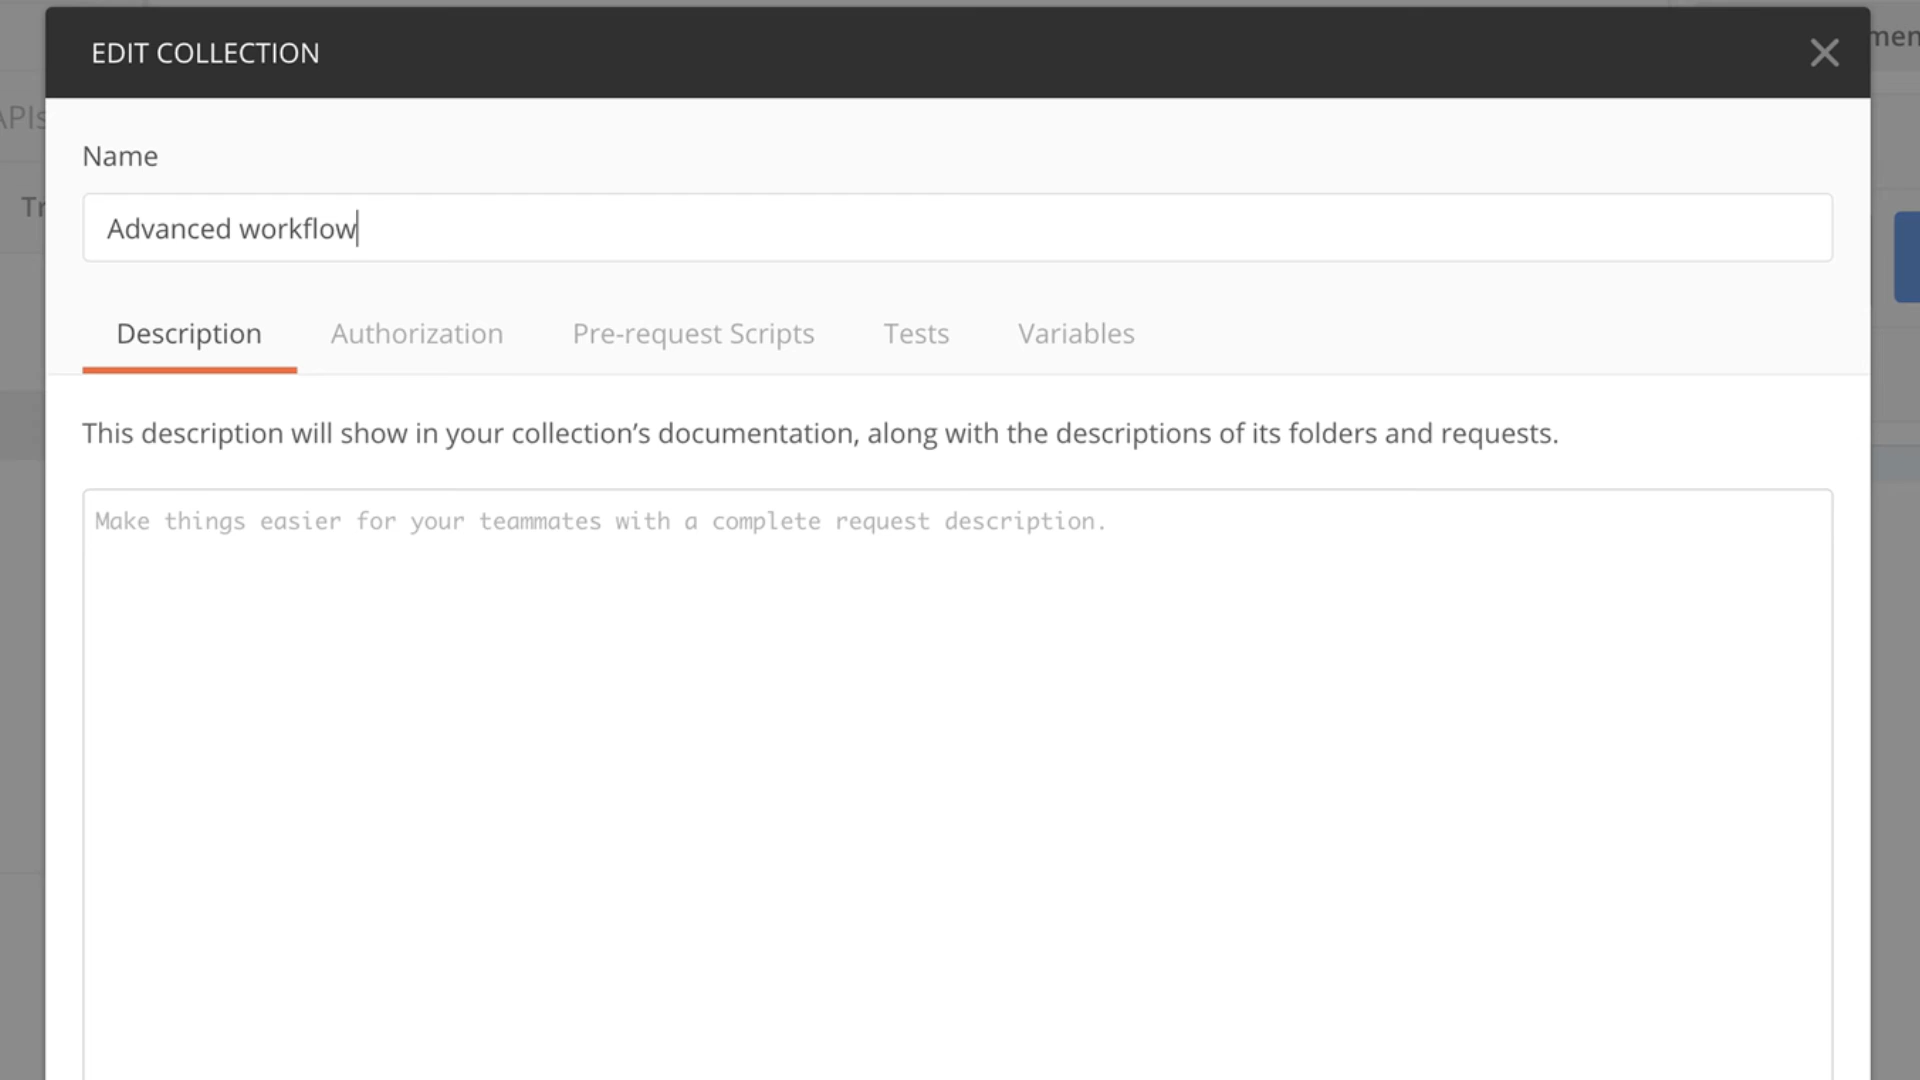 EDIT COLLECTION
APIs
Name
Advanced workflow
Description Authorization Pre-request Scripts Tests Variables
This description will show in your collection’s documentation, along with the descriptions of its folders and requests.
Make things easier for your teammates with a complete request description.